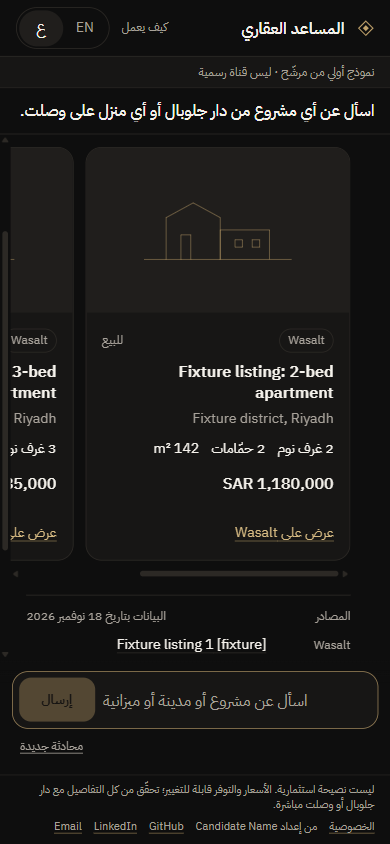 المساعد العقاري
كيف يعمل
EN
ع
نموذج أولي من مرشّح · ليس قناة رسمية
اسأل عن أي مشروع من دار جلوبال أو أي منزل على وصلت.
Wasalt
للبيع
Fixture listing: 2-bed
apartment
Fixture district, Riyadh
2 غرف نوم 2 حمّامات 142 m²
SAR 1,180,000
عرض على Wasalt
Wasalt
3-bed
Riyadh
3 غرف
عرض
المصادر
البيانات بتاريخ 18 نوفمبر 2026
Wasalt
Fixture listing 1 [fixture]
اسأل عن مشروع أو مدينة أو ميزانية
إرسال
محادثة جديدة
ليست نصيحة استثمارية. الأسعار والتوفر قابلة للتغيير؛ تحقّق من كل التفاصيل مع دار
جلوبال أو وصلت مباشرة.
الخصوصية من إعداد Candidate Name GitHub LinkedIn Email